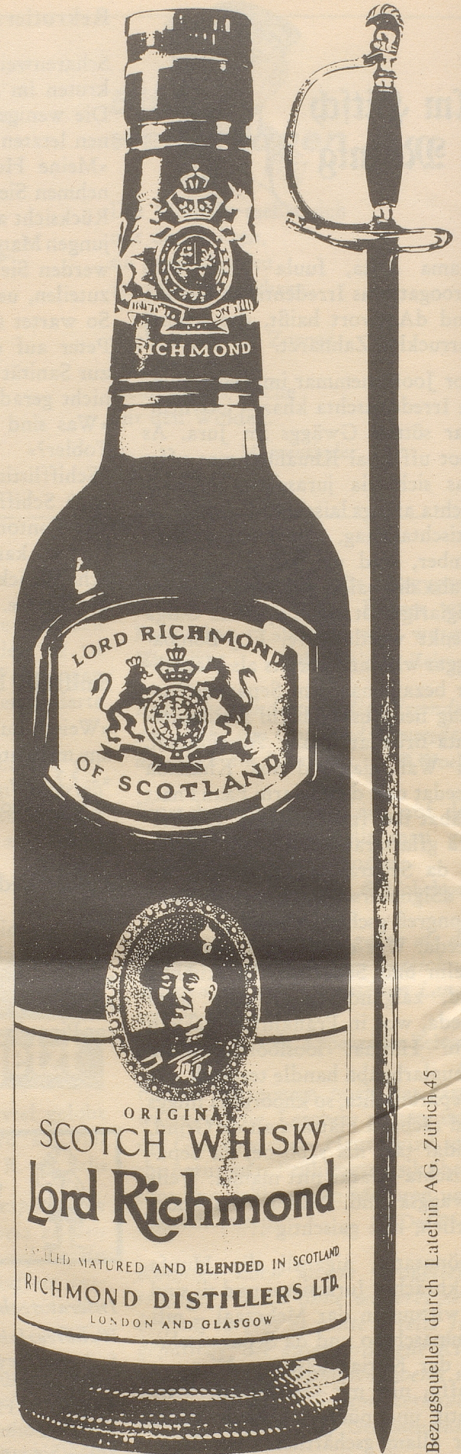 RICHMOND
LORD RICHMOND
OF SCOTLAND
ORIGINAL
SCOTCH WHISKY
Lord Richmond
MATURED AND BLENDED IN SCOTLAND
RICHMOND DISTILLERS LTD.
LONDON AND GLASGOW
Bezugsquellen durch Lateltin AG, Zürich 45